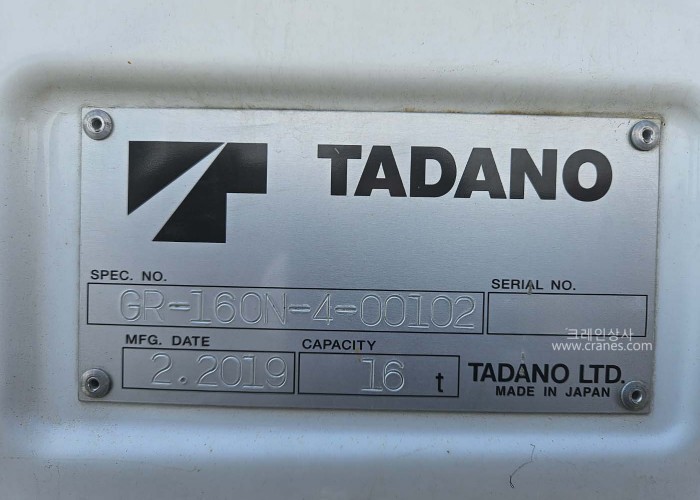 TADANO
SPEC. NO.
GR-160N-4-00102
SERIAL NO.
크레인상사
www.cranes.com
MFG. DATE
2.2019
CAPACITY
16 t
TADANO LTD.
MADE IN JAPAN